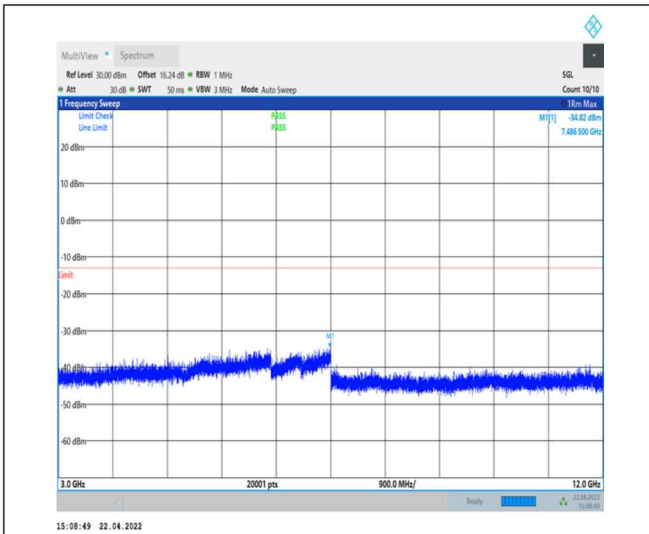 MultiView Spectrum
Ref Level 30.00 dBm Offset 16.24 dB RBW 1 MHz SGL
Att 30 dB SWT 50 ms VBW 3 MHz Mode Auto Sweep Count 10/10
1 Frequency Sweep 1Rm Max
Limit Check PASS M1[1] -34.82 dBm
Line Limit PASS 7.486 500 GHz
20 dBm
10 dBm
0 dBm
-10 dBm
Limit
-20 dBm
-30 dBm
M1
-40 dBm
-50 dBm
-60 dBm
3.0 GHz 20001 pts 900.0 MHz/ 12.0 GHz
Ready 22.04.2022
15:08:49
15:08:49 22.04.2022